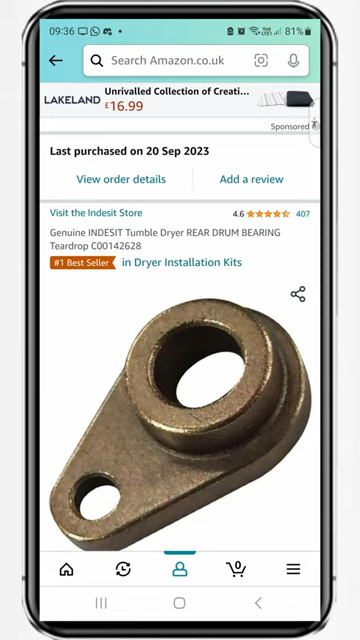 09:36
81%
Search Amazon.co.uk
LAKELAND
Unrivalled Collection of Creati...
£16.99
Sponsored
Last purchased on 20 Sep 2023
View order details
Add a review
Visit the Indesit Store
4.6
407
Genuine INDESIT Tumble Dryer REAR DRUM BEARING
Teardrop C00142628
#1 Best Seller in Dryer Installation Kits
0